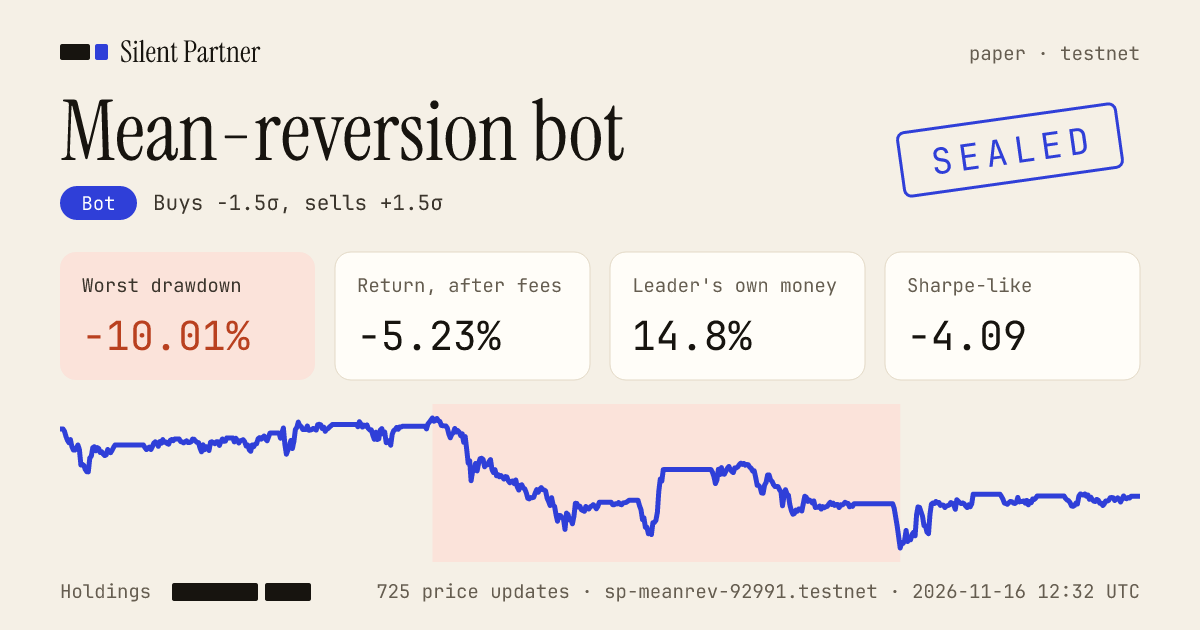 Silent Partner
paper · testnet
Mean-reversion bot
SEALED
Bot
Buys -1.5σ, sells +1.5σ
Worst drawdown
-10.01%
Return, after fees
-5.23%
Leader's own money
14.8%
Sharpe-like
-4.09
Holdings
725 price updates · sp-meanrev-92991.testnet · 2026-11-16 12:32 UTC